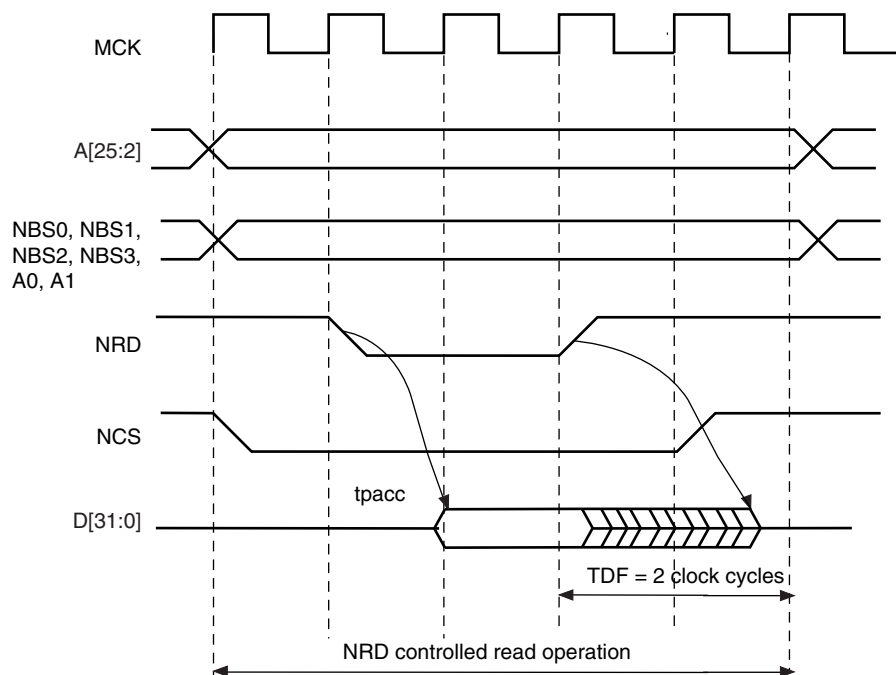 MCK
A[25:2]
NBS0, NBS1,
NBS2, NBS3,
A0, A1
NRD
NCS
tpacc
D[31:0]
TDF = 2 clock cycles
NRD controlled read operation